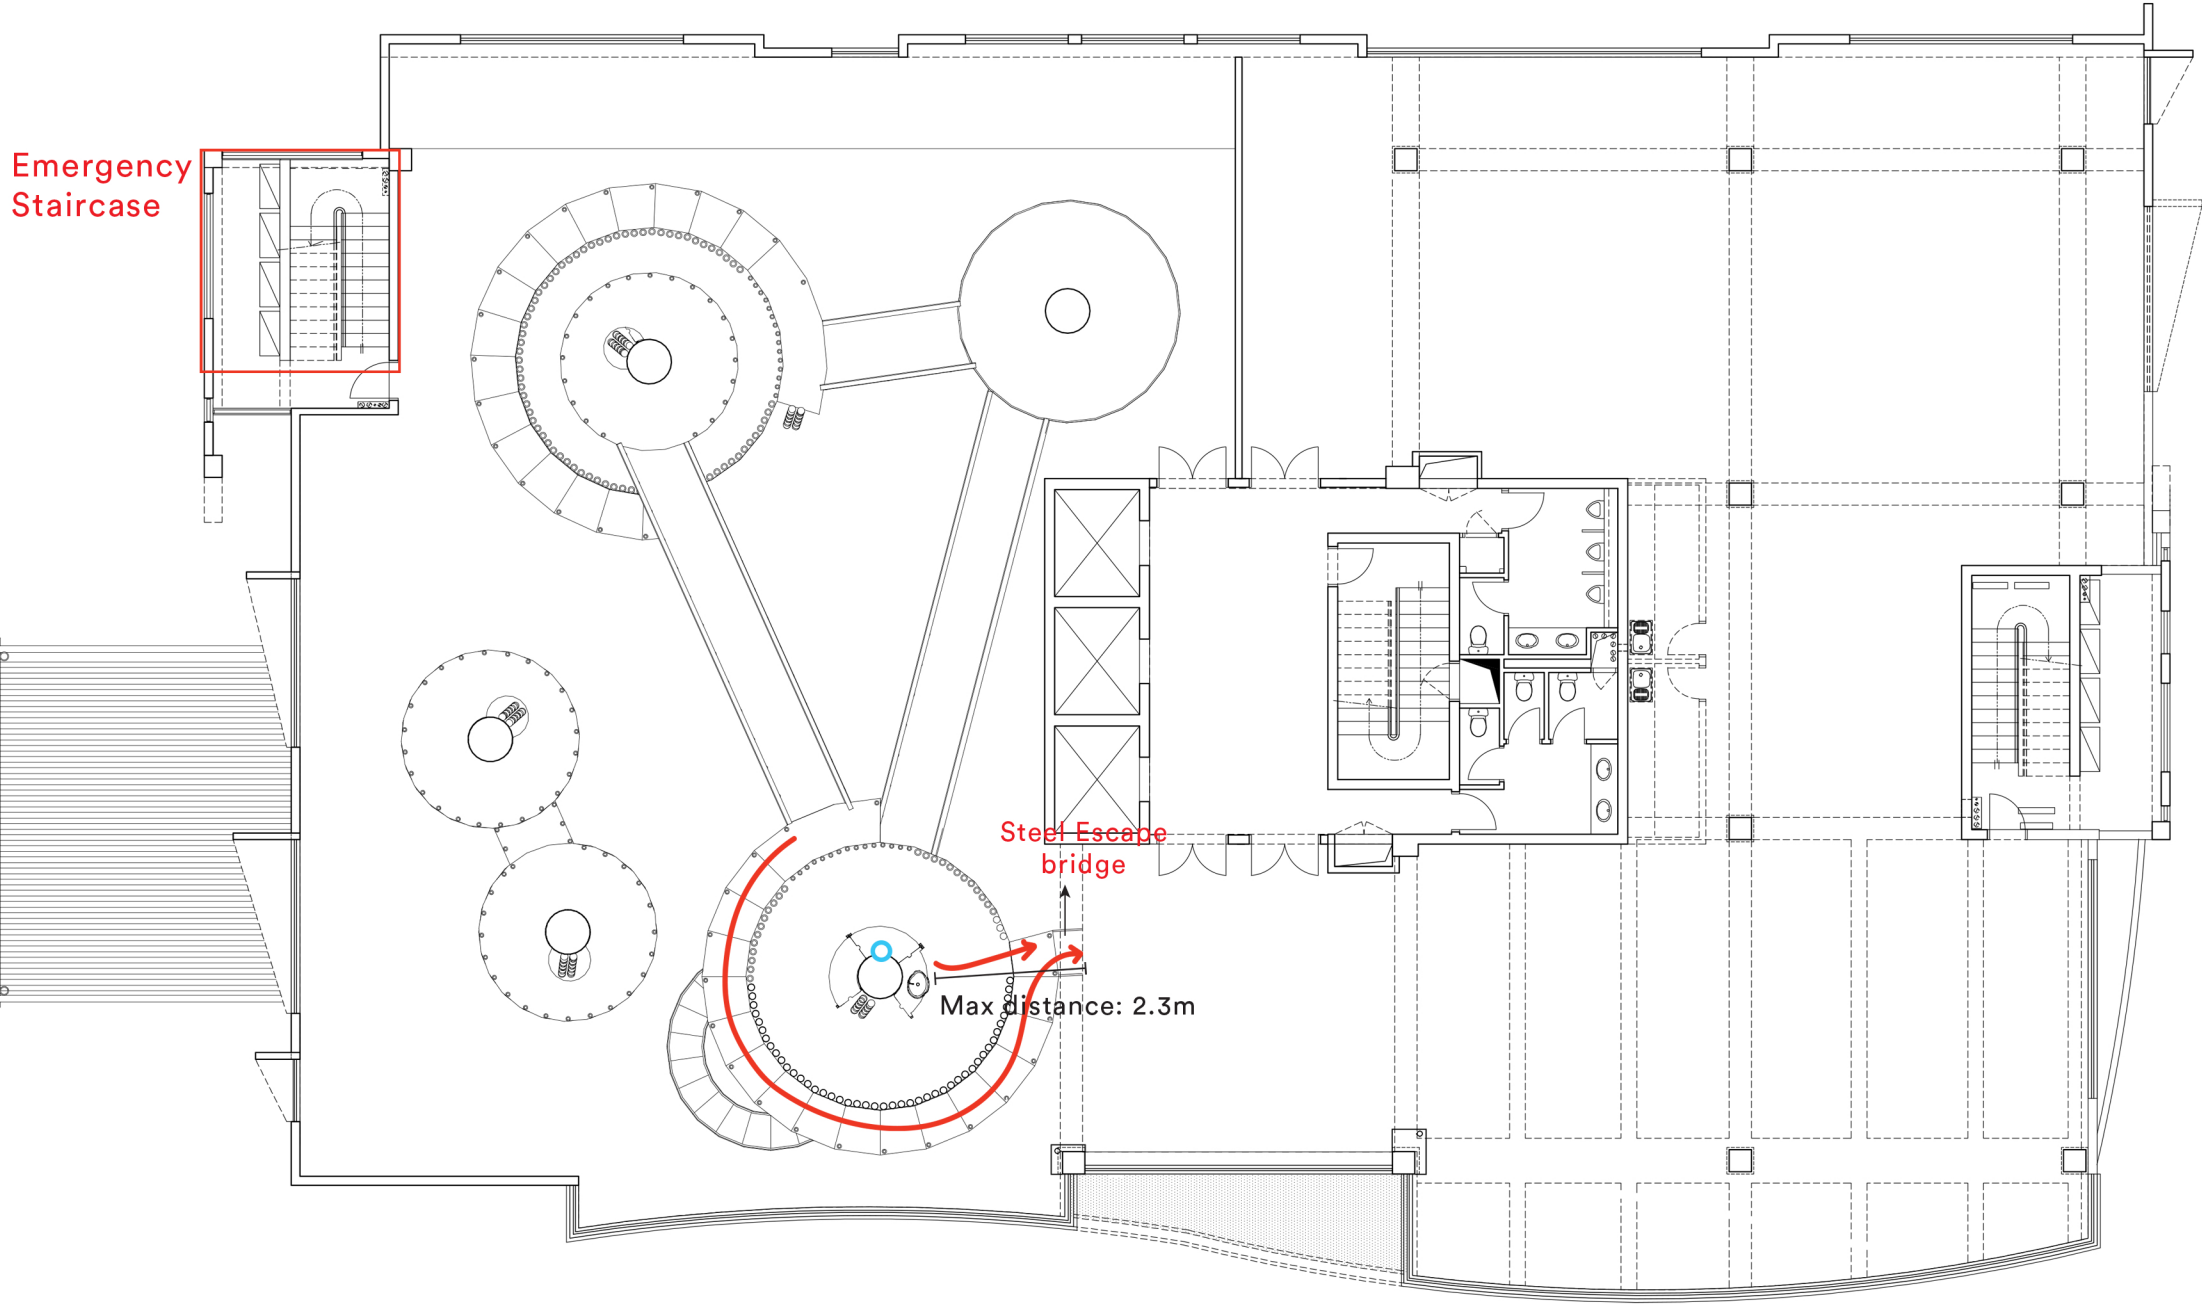 Emergency
Staircase
Steel Escape
bridge
Max distance: 2.3m